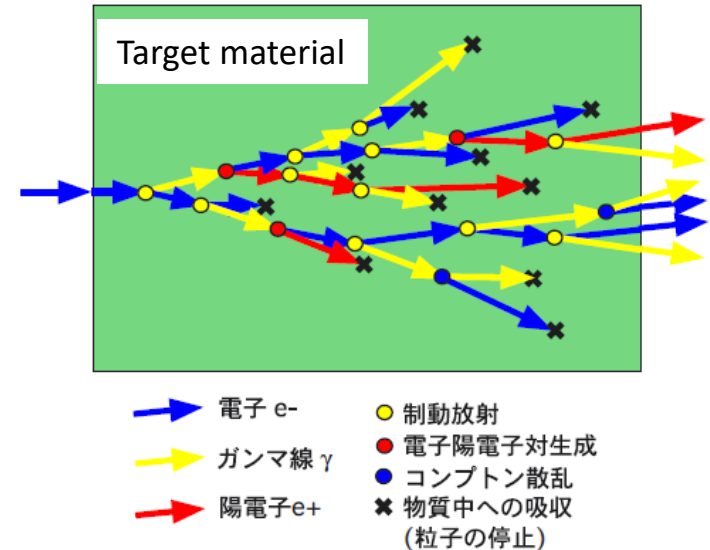 Target material
電子 e-
ガンマ線 γ
陽電子e+
制動放射
電子陽電子対生成
コンプトン散乱
物質中への吸収
(粒子の停止)